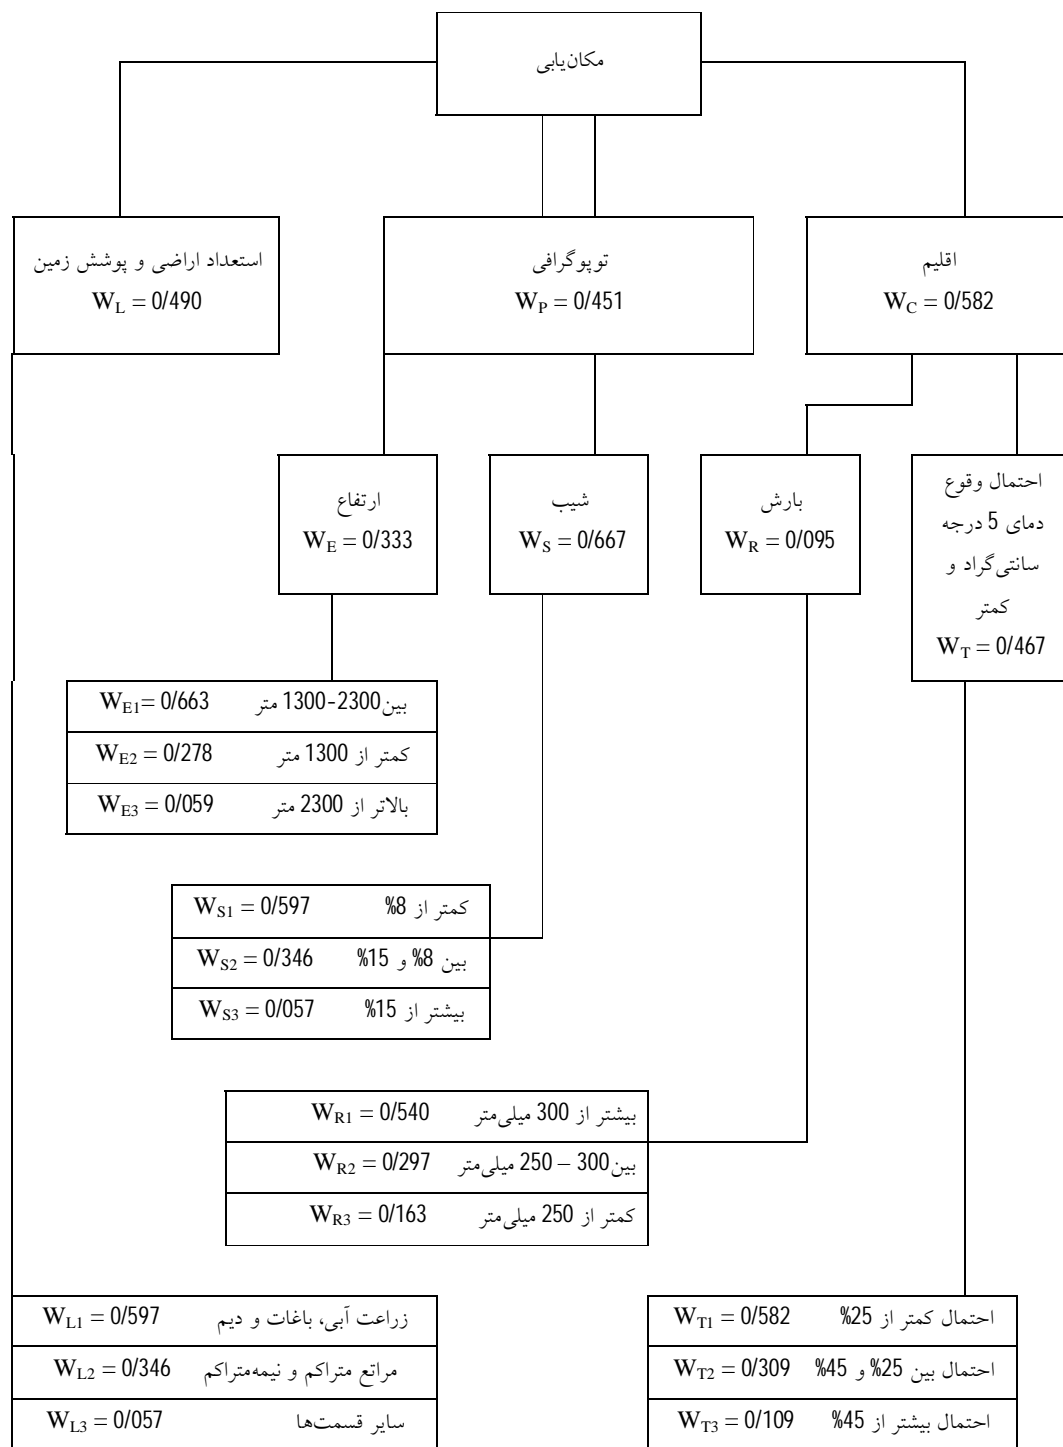 مکان‌یابی
اقلیم
W_C = 0/582
توپوگرافی
W_P = 0/451
استعداد اراضی و پوشش زمین
W_L = 0/490
احتمال وقوع
دمای 5 درجه
سانتی‌گراد و
کمتر
W_T = 0/467
بارش
W_R = 0/095
شیب
W_S = 0/667
ارتفاع
W_E = 0/333
بین2300-1300 متر W_E1= 0/663
کمتر از 1300 متر W_E2 = 0/278
بالاتر از 2300 متر W_E3 = 0/059
کمتر از 8% W_S1 = 0/597
بین 8% و 15% W_S2 = 0/346
بیشتر از 15% W_S3 = 0/057
بیشتر از 300 میلی‌متر W_R1 = 0/540
بین300 – 250 میلی‌متر W_R2 = 0/297
کمتر از 250 میلی‌متر W_R3 = 0/163
احتمال کمتر از 25% W_T1 = 0/582
احتمال بین 25% و 45% W_T2 = 0/309
احتمال بیشتر از 45% W_T3 = 0/109
زراعت آبی، باغات و دیم W_L1 = 0/597
مراتع متراکم و نیمه‌متراکم W_L2 = 0/346
سایر قسمت‌ها W_L3 = 0/057